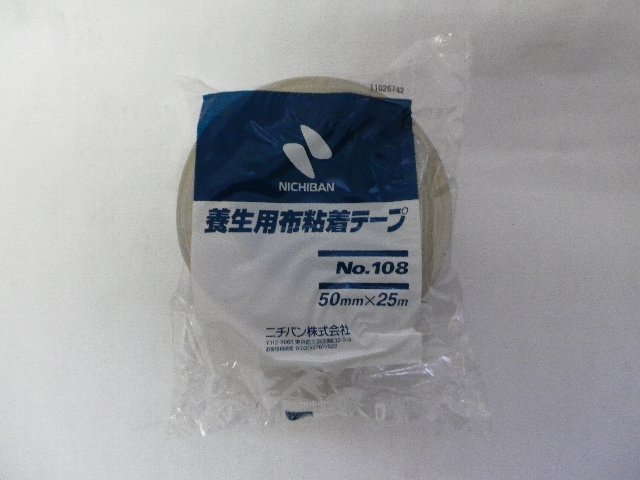 11026742
NICHIBAN
養生用布粘着テープ
No.108
50mm×25m
ニチバン株式会社